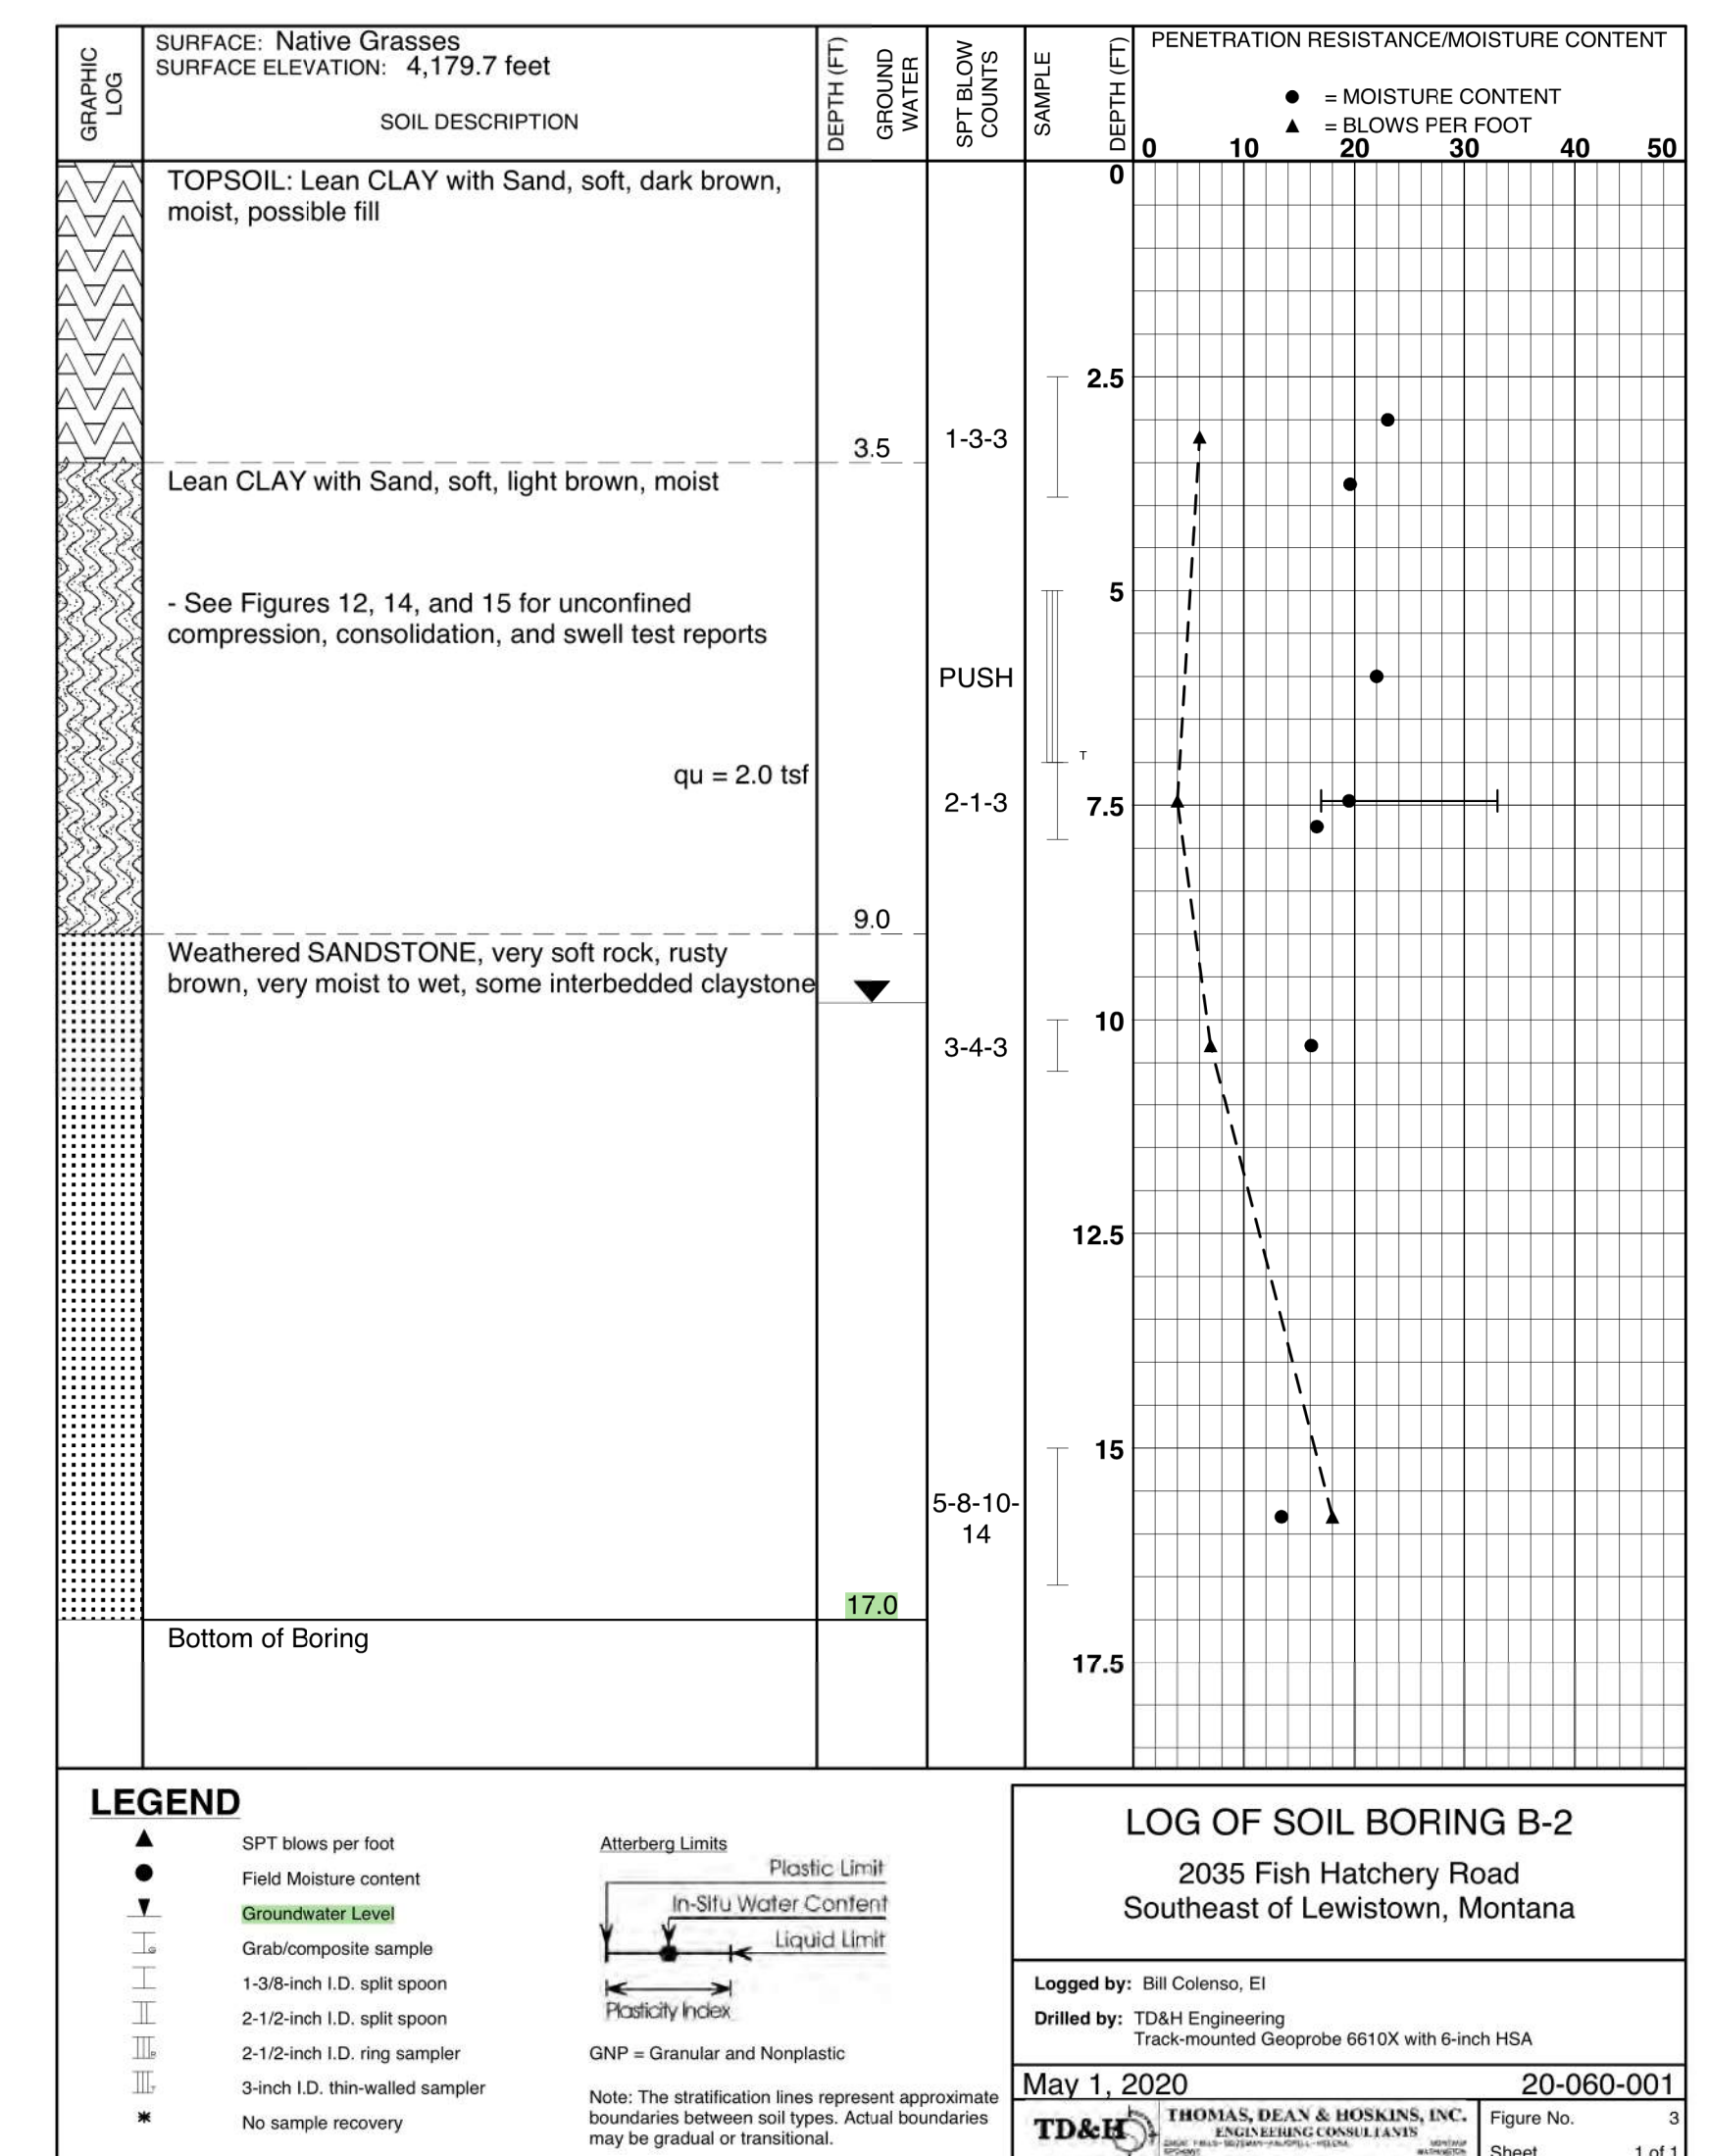 GRAPHIC
LOG
SURFACE: Native Grasses
SURFACE ELEVATION: 4,179.7 feet
SOIL DESCRIPTION
DEPTH (FT)
GROUND
WATER
SPT BLOW
COUNTS
SAMPLE
DEPTH (FT)
PENETRATION RESISTANCE/MOISTURE CONTENT
= MOISTURE CONTENT
= BLOWS PER FOOT
0 10 20 30 40 50
0
TOPSOIL: Lean CLAY with Sand, soft, dark brown,
moist, possible fill
2.5
1-3-3
3.5
Lean CLAY with Sand, soft, light brown, moist
5
- See Figures 12, 14, and 15 for unconfined
compression, consolidation, and swell test reports
PUSH
T
qu = 2.0 tsf
2-1-3
7.5
9.0
Weathered SANDSTONE, very soft rock, rusty
brown, very moist to wet, some interbedded claystone
10
3-4-3
12.5
15
5-8-10-
14
17.0
Bottom of Boring
17.5
LEGEND
SPT blows per foot
Field Moisture content
Groundwater Level
Grab/composite sample
1-3/8-inch I.D. split spoon
2-1/2-inch I.D. split spoon
2-1/2-inch I.D. ring sampler
3-inch I.D. thin-walled sampler
No sample recovery
Atterberg Limits
Plastic Limit
In-Situ Water Content
Liquid Limit
Plasticity Index
GNP = Granular and Nonplastic
Note: The stratification lines represent approximate
boundaries between soil types. Actual boundaries
may be gradual or transitional.
LOG OF SOIL BORING B-2
2035 Fish Hatchery Road
Southeast of Lewistown, Montana
Logged by: Bill Colenso, EI
Drilled by: TD&H Engineering
Track-mounted Geoprobe 6610X with 6-inch HSA
May 1, 2020 20-060-001
TD&H
THOMAS, DEAN & HOSKINS, INC.
ENGINEERING CONSULTANTS
Figure No. 3
Sheet 1 of 1